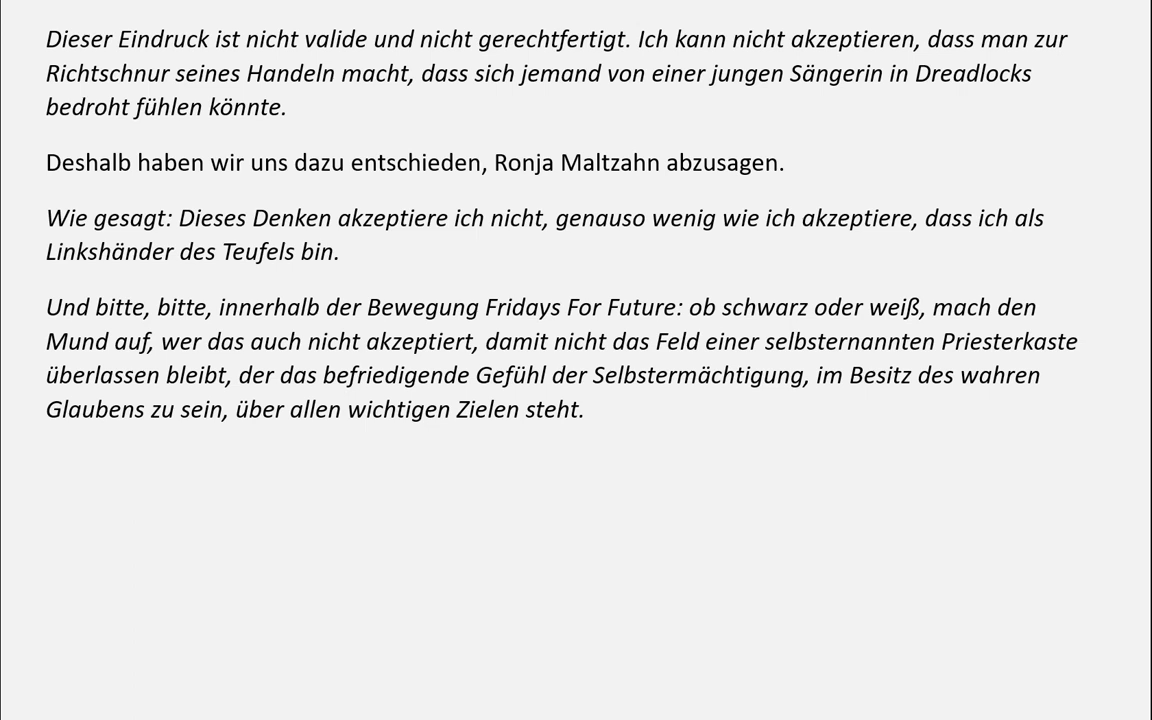 Dieser Eindruck ist nicht valide und nicht gerechtfertigt. Ich kann nicht akzeptieren, dass man zur
Richtschnur seines Handeln macht, dass sich jemand von einer jungen Sängerin in Dreadlocks
bedroht fühlen könnte.
Deshalb haben wir uns dazu entschieden, Ronja Maltzahn abzusagen.
Wie gesagt: Dieses Denken akzeptiere ich nicht, genauso wenig wie ich akzeptiere, dass ich als
Linkshänder des Teufels bin.
Und bitte, bitte, innerhalb der Bewegung Fridays For Future: ob schwarz oder weiß, mach den
Mund auf, wer das auch nicht akzeptiert, damit nicht das Feld einer selbsternannten Priesterkaste
überlassen bleibt, der das befriedigende Gefühl der Selbstermächtigung, im Besitz des wahren
Glaubens zu sein, über allen wichtigen Zielen steht.